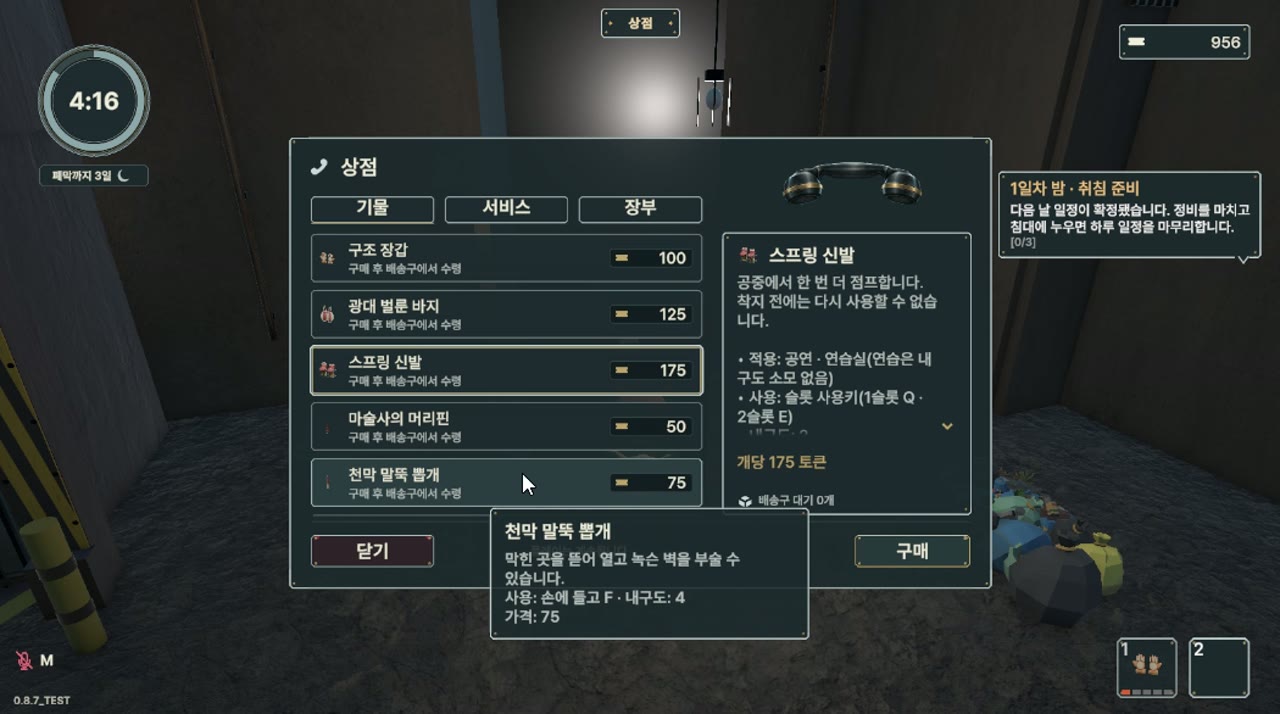 상점
956
4:16
폐막까지 3일
상점
기물
서비스
장부
구조 장갑
구매 후 배송구에서 수령
100
광대 벌룬 바지
구매 후 배송구에서 수령
125
스프링 신발
구매 후 배송구에서 수령
175
마술사의 머리핀
구매 후 배송구에서 수령
50
천막 말뚝 뽑개
구매 후 배송구에서 수령
75
스프링 신발
공중에서 한 번 더 점프합니다.
착지 전에는 다시 사용할 수 없습
니다.
• 적용: 공연 · 연습실(연습은 내
구도 소모 없음)
• 사용: 슬롯 사용키(1슬롯 Q ·
2슬롯 E)
개당 175 토큰
배송구 대기 0개
닫기
구매
천막 말뚝 뽑개
막힌 곳을 뜯어 열고 녹슨 벽을 부술 수
있습니다.
사용: 손에 들고 F · 내구도: 4
가격: 75
1일차 밤 · 취침 준비
다음 날 일정이 확정됐습니다. 정비를 마치고
침대에 누우면 하루 일정을 마무리합니다.
[0/3]
M
0.8.7_TEST
1
2